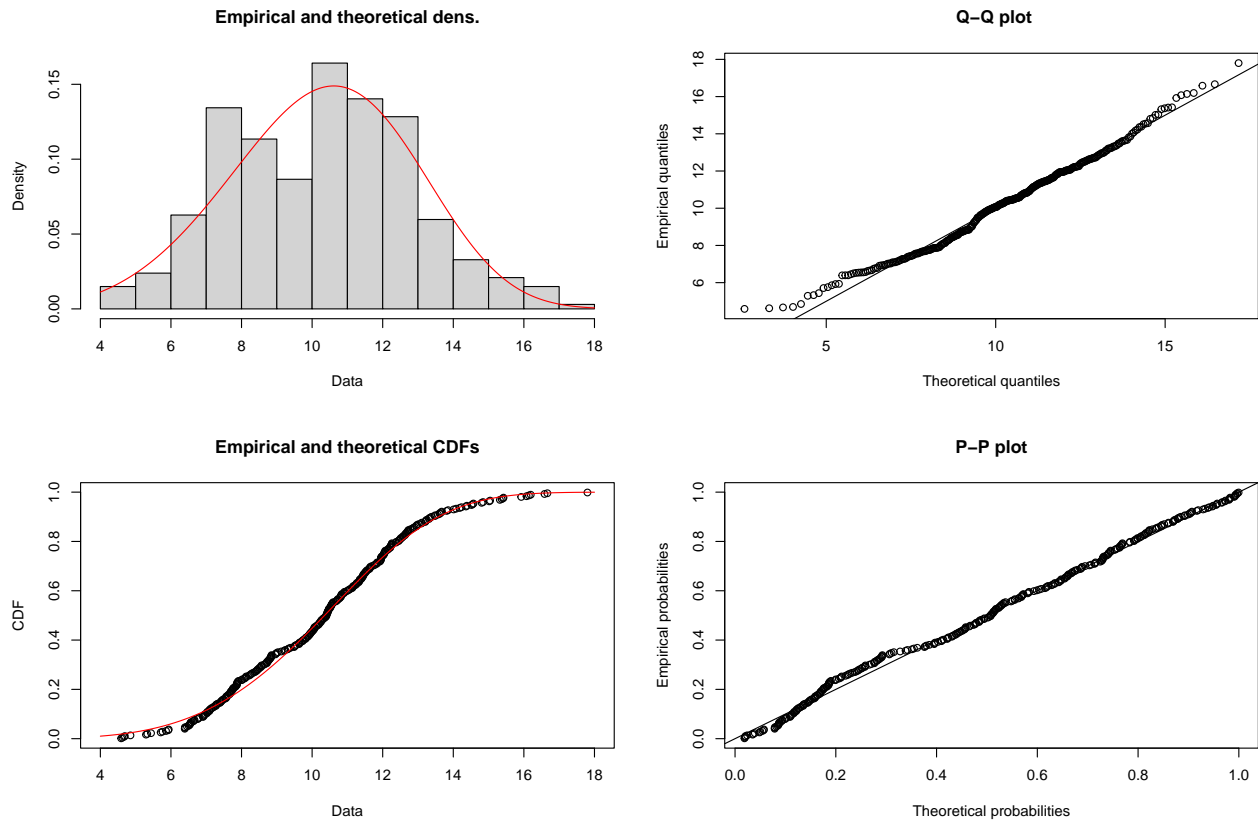 Empirical and theoretical dens.
Density
0.00 0.05 0.10 0.15
4 6 8 10 12 14 16 18
Data
Q−Q plot
Empirical quantiles
6 8 10 12 14 16 18
5 10 15
Theoretical quantiles
Empirical and theoretical CDFs
CDF
0.0 0.2 0.4 0.6 0.8 1.0
4 6 8 10 12 14 16 18
Data
P−P plot
Empirical probabilities
0.0 0.2 0.4 0.6 0.8 1.0
0.0 0.2 0.4 0.6 0.8 1.0
Theoretical probabilities